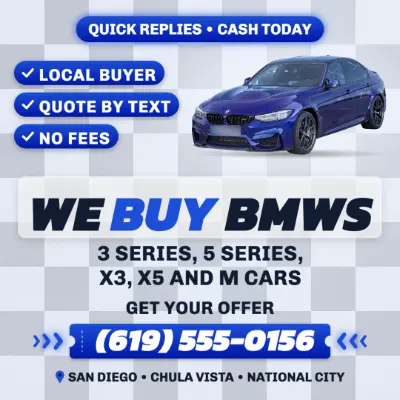 QUICK REPLIES • CASH TODAY
LOCAL BUYER
QUOTE BY TEXT
NO FEES
WE BUY BMWS
3 SERIES, 5 SERIES,
X3, X5 AND M CARS
GET YOUR OFFER
(619) 555-0156
SAN DIEGO • CHULA VISTA • NATIONAL CITY